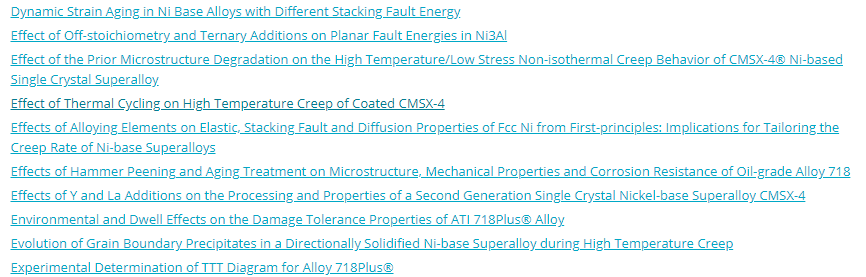 Dynamic Strain Aging in Ni Base Alloys with Different Stacking Fault Energy
Effect of Off-stoichiometry and Ternary Additions on Planar Fault Energies in Ni3Al
Effect of the Prior Microstructure Degradation on the High Temperature/Low Stress Non-isothermal Creep Behavior of CMSX-4® Ni-based
Single Crystal Superalloy
Effect of Thermal Cycling on High Temperature Creep of Coated CMSX-4
Effects of Alloying Elements on Elastic, Stacking Fault and Diffusion Properties of Fcc Ni from First-principles: Implications for Tailoring the
Creep Rate of Ni-base Superalloys
Effects of Hammer Peening and Aging Treatment on Microstructure, Mechanical Properties and Corrosion Resistance of Oil-grade Alloy 718
Effects of Y and La Additions on the Processing and Properties of a Second Generation Single Crystal Nickel-base Superalloy CMSX-4
Environmental and Dwell Effects on the Damage Tolerance Properties of ATI 718Plus® Alloy
Evolution of Grain Boundary Precipitates in a Directionally Solidified Ni-base Superalloy during High Temperature Creep
Experimental Determination of TTT Diagram for Alloy 718Plus®